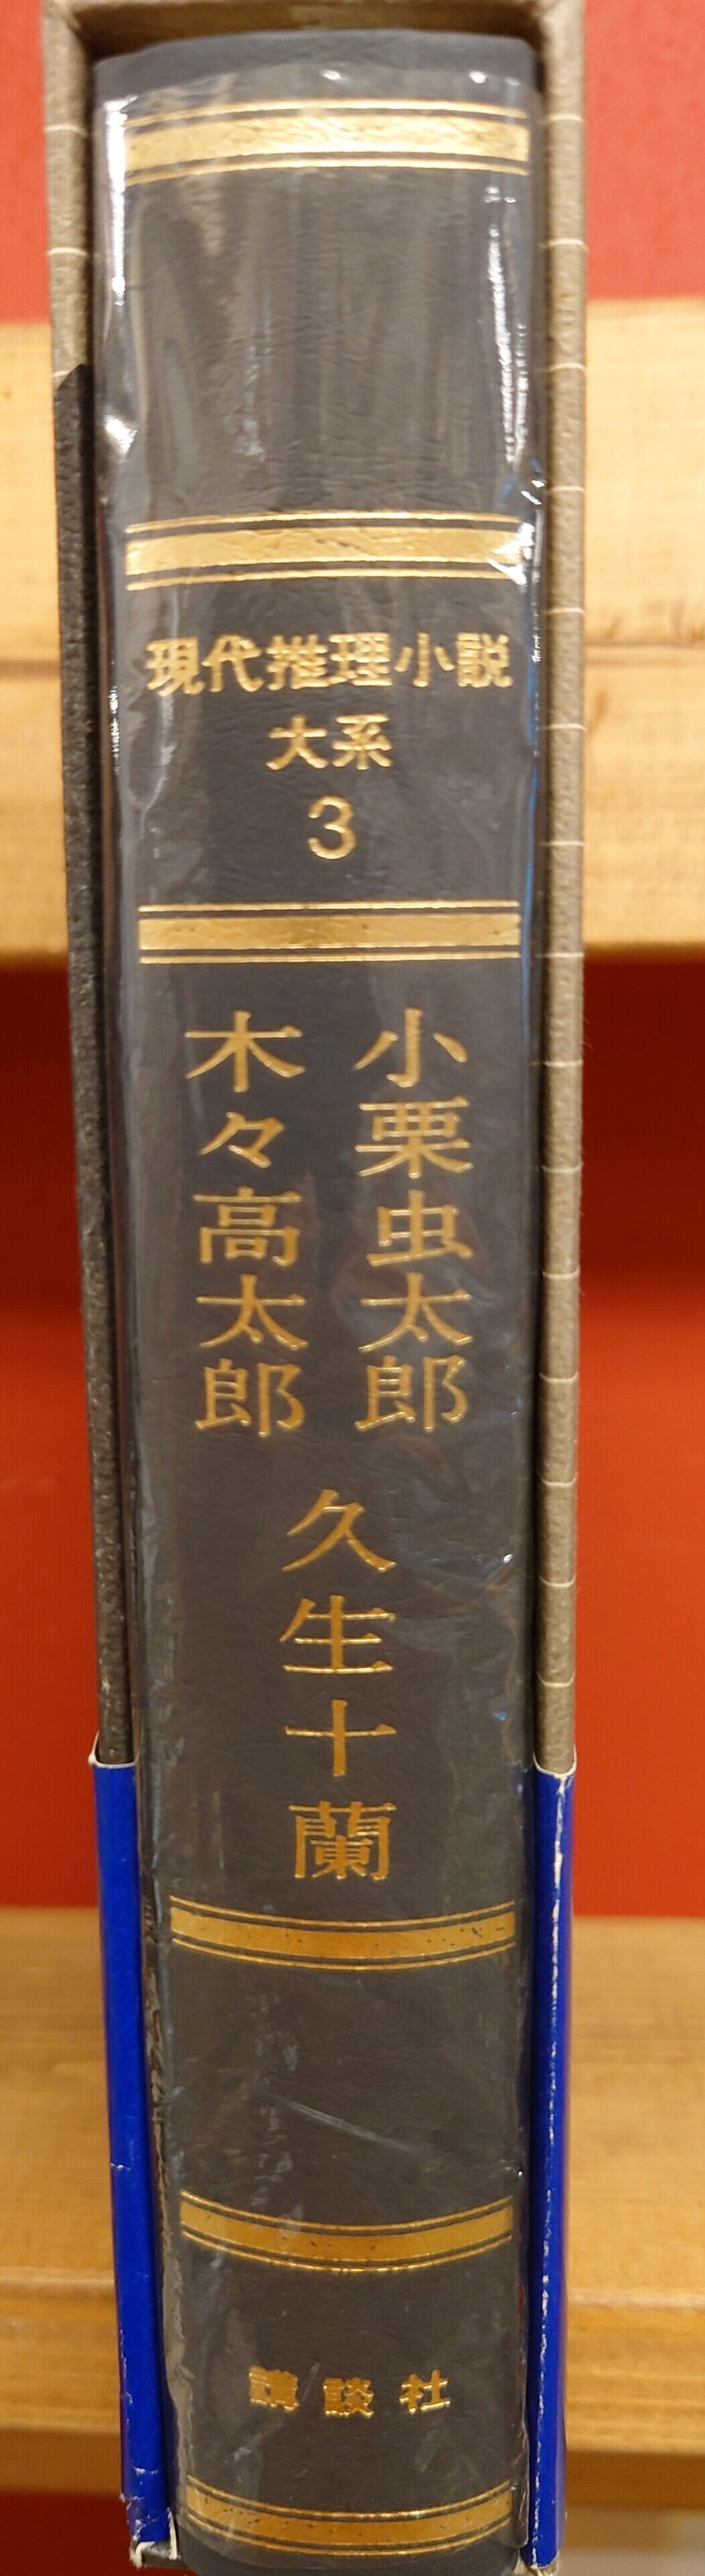 現代推理小説
大系
3
小栗虫太郎
木々高太郎
久生十蘭
講談社